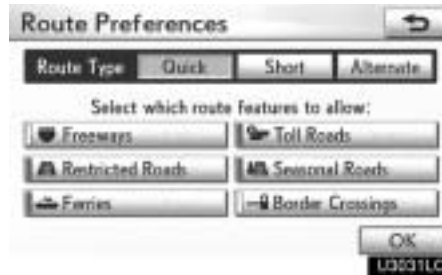 Route Preferences
Route Type Quick Short Alternate
Select which route features to allow:
Freeways Toll Roads
Restricted Roads Seasonal Roads
Ferries Border Crossings
OK
U3031LC